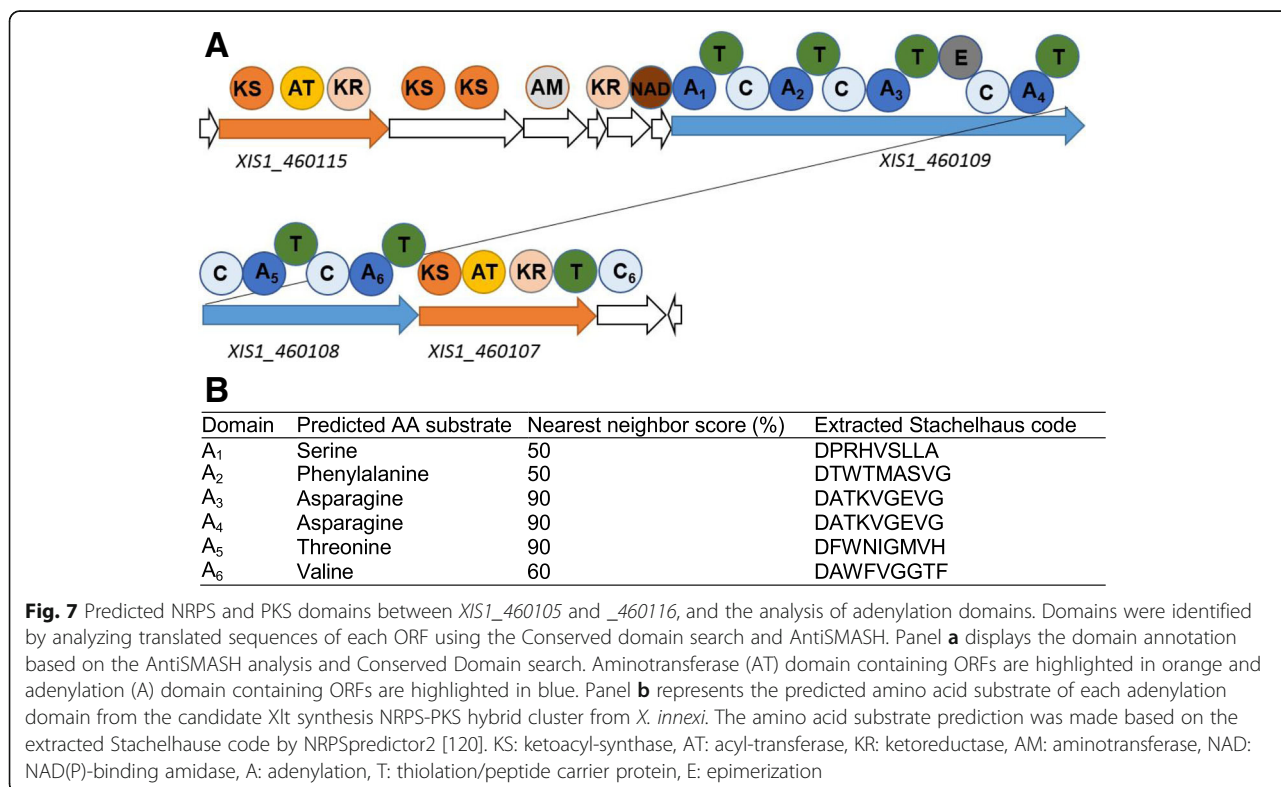 A
T T T E T
KS AT KR KS KS AM KR NAD A1 C A2 C A3 C A4
XIS1_460115 XIS1_460109
T T
C A5 C A6 KS AT KR T C6
XIS1_460108 XIS1_460107
B
Domain Predicted AA substrate Nearest neighbor score (%) Extracted Stachelhaus code
A1 Serine 50 DPRHVSLLA
A2 Phenylalanine 50 DTWTMASVG
A3 Asparagine 90 DATKVGEVG
A4 Asparagine 90 DATKVGEVG
A5 Threonine 90 DFWNIGMVH
A6 Valine 60 DAWFVGGTF
Fig. 7 Predicted NRPS and PKS domains between XIS1_460105 and _460116, and the analysis of adenylation domains. Domains were identified
by analyzing translated sequences of each ORF using the Conserved domain search and AntiSMASH. Panel a displays the domain annotation
based on the AntiSMASH analysis and Conserved Domain search. Aminotransferase (AT) domain containing ORFs are highlighted in orange and
adenylation (A) domain containing ORFs are highlighted in blue. Panel b represents the predicted amino acid substrate of each adenylation
domain from the candidate Xlt synthesis NRPS-PKS hybrid cluster from X. innexi. The amino acid substrate prediction was made based on the
extracted Stachelhause code by NRPSpredictor2 [120]. KS: ketoacyl-synthase, AT: acyl-transferase, KR: ketoreductase, AM: aminotransferase, NAD:
NAD(P)-binding amidase, A: adenylation, T: thiolation/peptide carrier protein, E: epimerization